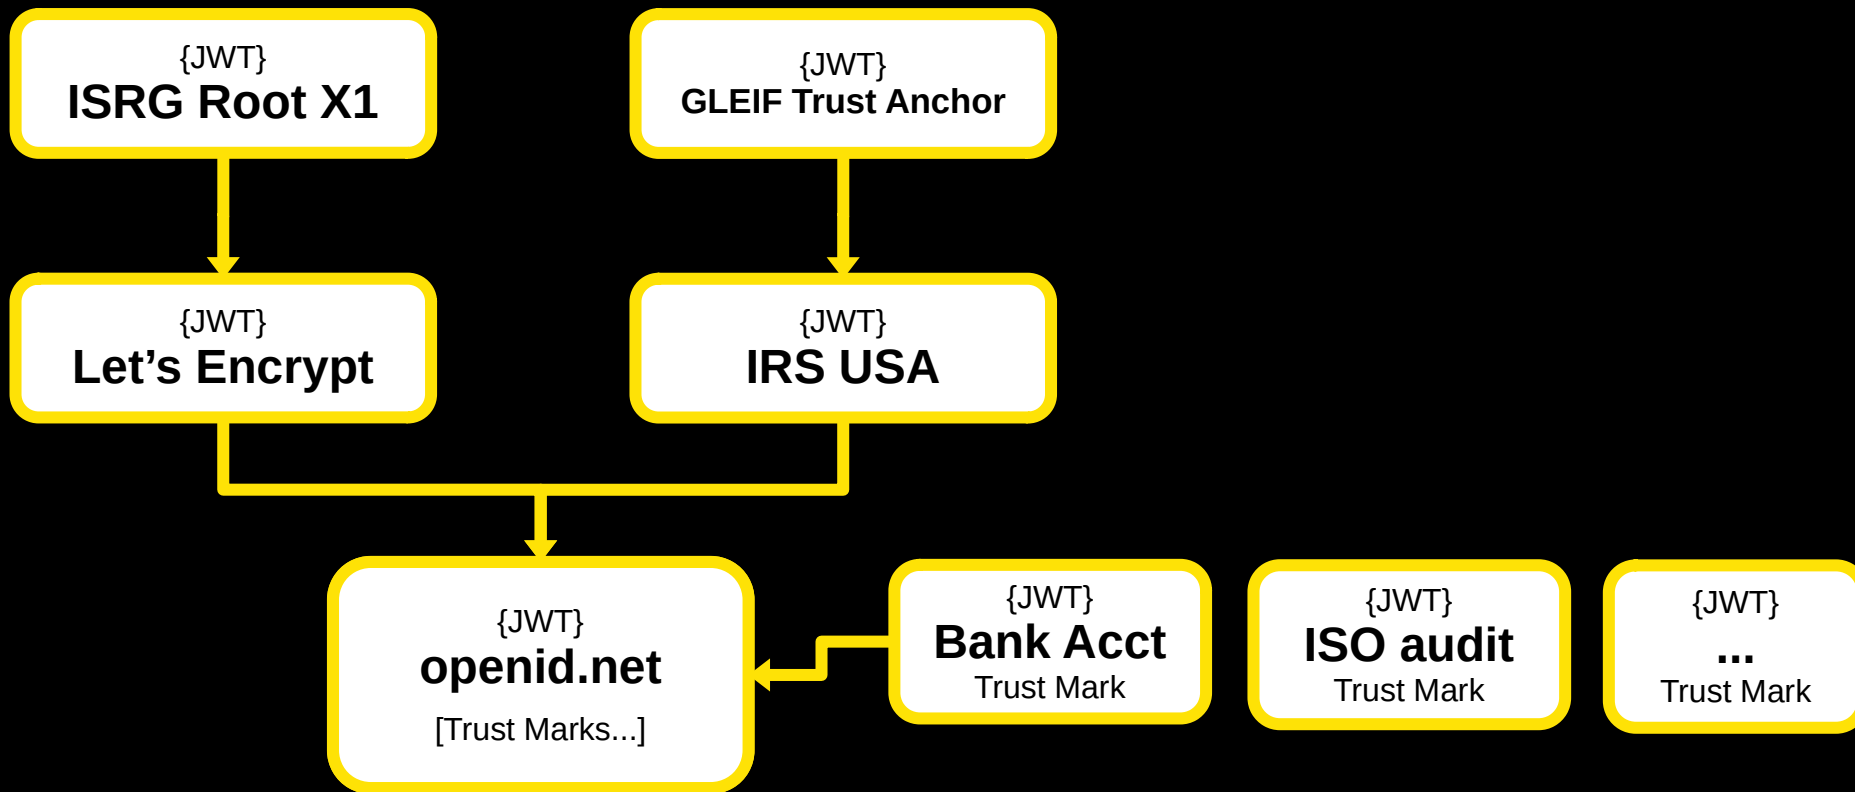 {JWT}
ISRG Root X1
{JWT}
GLEIF Trust Anchor
{JWT}
Let’s Encrypt
{JWT}
IRS USA
{JWT}
openid.net
[Trust Marks...]
{JWT}
Bank Acct
Trust Mark
{JWT}
ISO audit
Trust Mark
{JWT}
...
Trust Mark